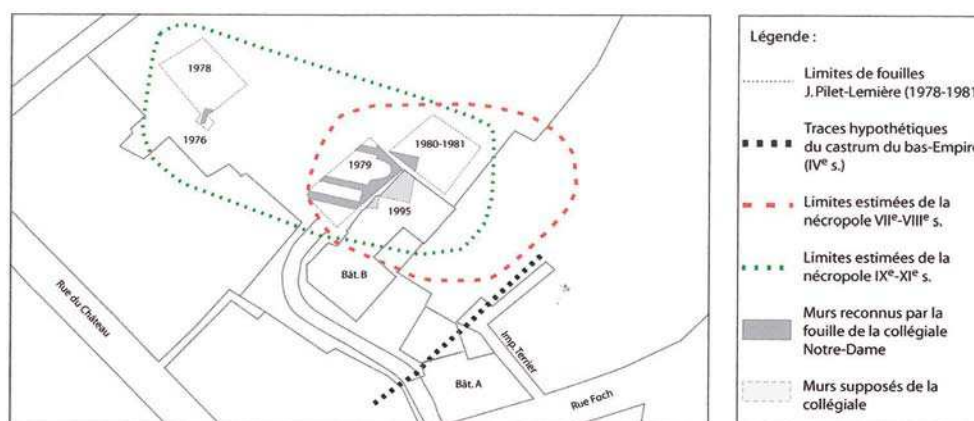 1978
1976
1980-1981
1979
1995
Bât. B
Rue du Château
Imp. Terrier
Bât. A
Rue Foch
Légende :
Limites de fouilles
J. Pilet-Lemière (1978-1981
Traces hypothétiques
du castrum du bas-Empire
(IVe s.)
Limites estimées de la
nécropole VIIe-VIIIe s.
Limites estimées de la
nécropole IXe-XIe s.
Murs reconnus par la
fouille de la collégiale
Notre-Dame
Murs supposés de la
collégiale